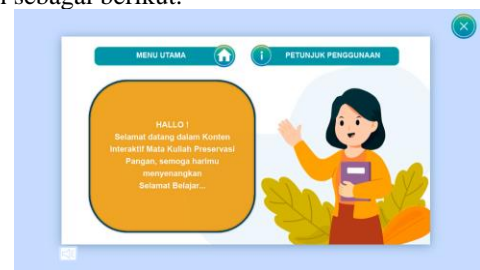 sebagai berikut:
MENU UTAMA
i PETUNJUK PENGGUNAAN
HALLO !
Selamat datang dalam Konten
Interaktif Mata Kuliah Preservasi
Pangan, semoga harimu
menyenangkan
Selamat Belajar...